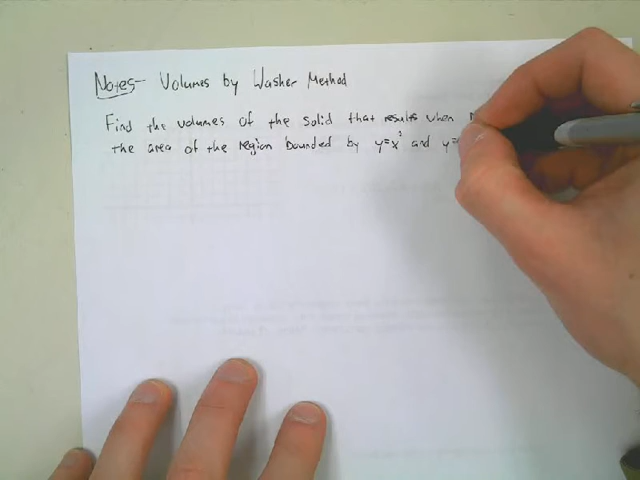 Notes- Volumes by Washer Method
Find the volumes of the solid that results when
the area of the region bounded by y=x² and y=